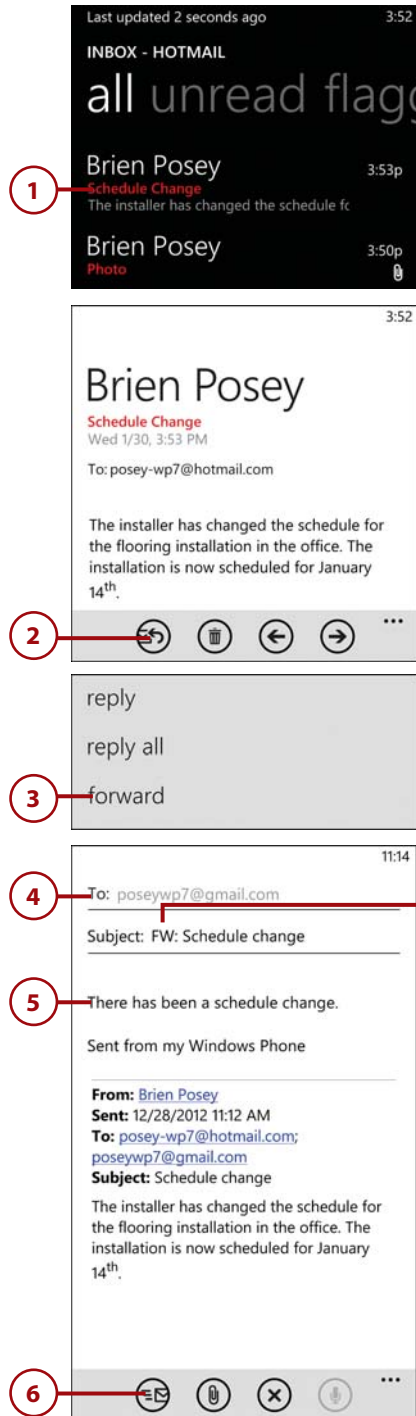 Last updated 2 seconds ago 3:52
INBOX - HOTMAIL
all unread flagg
Brien Posey 3:53p
1
Schedule Change
The installer has changed the schedule fo
Brien Posey 3:50p
Photo
3:52
Brien Posey
Schedule Change
Wed 1/30, 3:53 PM
To: posey-wp7@hotmail.com
The installer has changed the schedule for
the flooring installation in the office. The
installation is now scheduled for January
14th.
2
reply
reply all
3
forward
11:14
4
To: poseywp7@gmail.com
Subject: FW: Schedule change
5
There has been a schedule change.
Sent from my Windows Phone
From: Brien Posey
Sent: 12/28/2012 11:12 AM
To: posey-wp7@hotmail.com;
poseywp7@gmail.com
Subject: Schedule change
The installer has changed the schedule for
the flooring installation in the office. The
installation is now scheduled for January
14th.
6